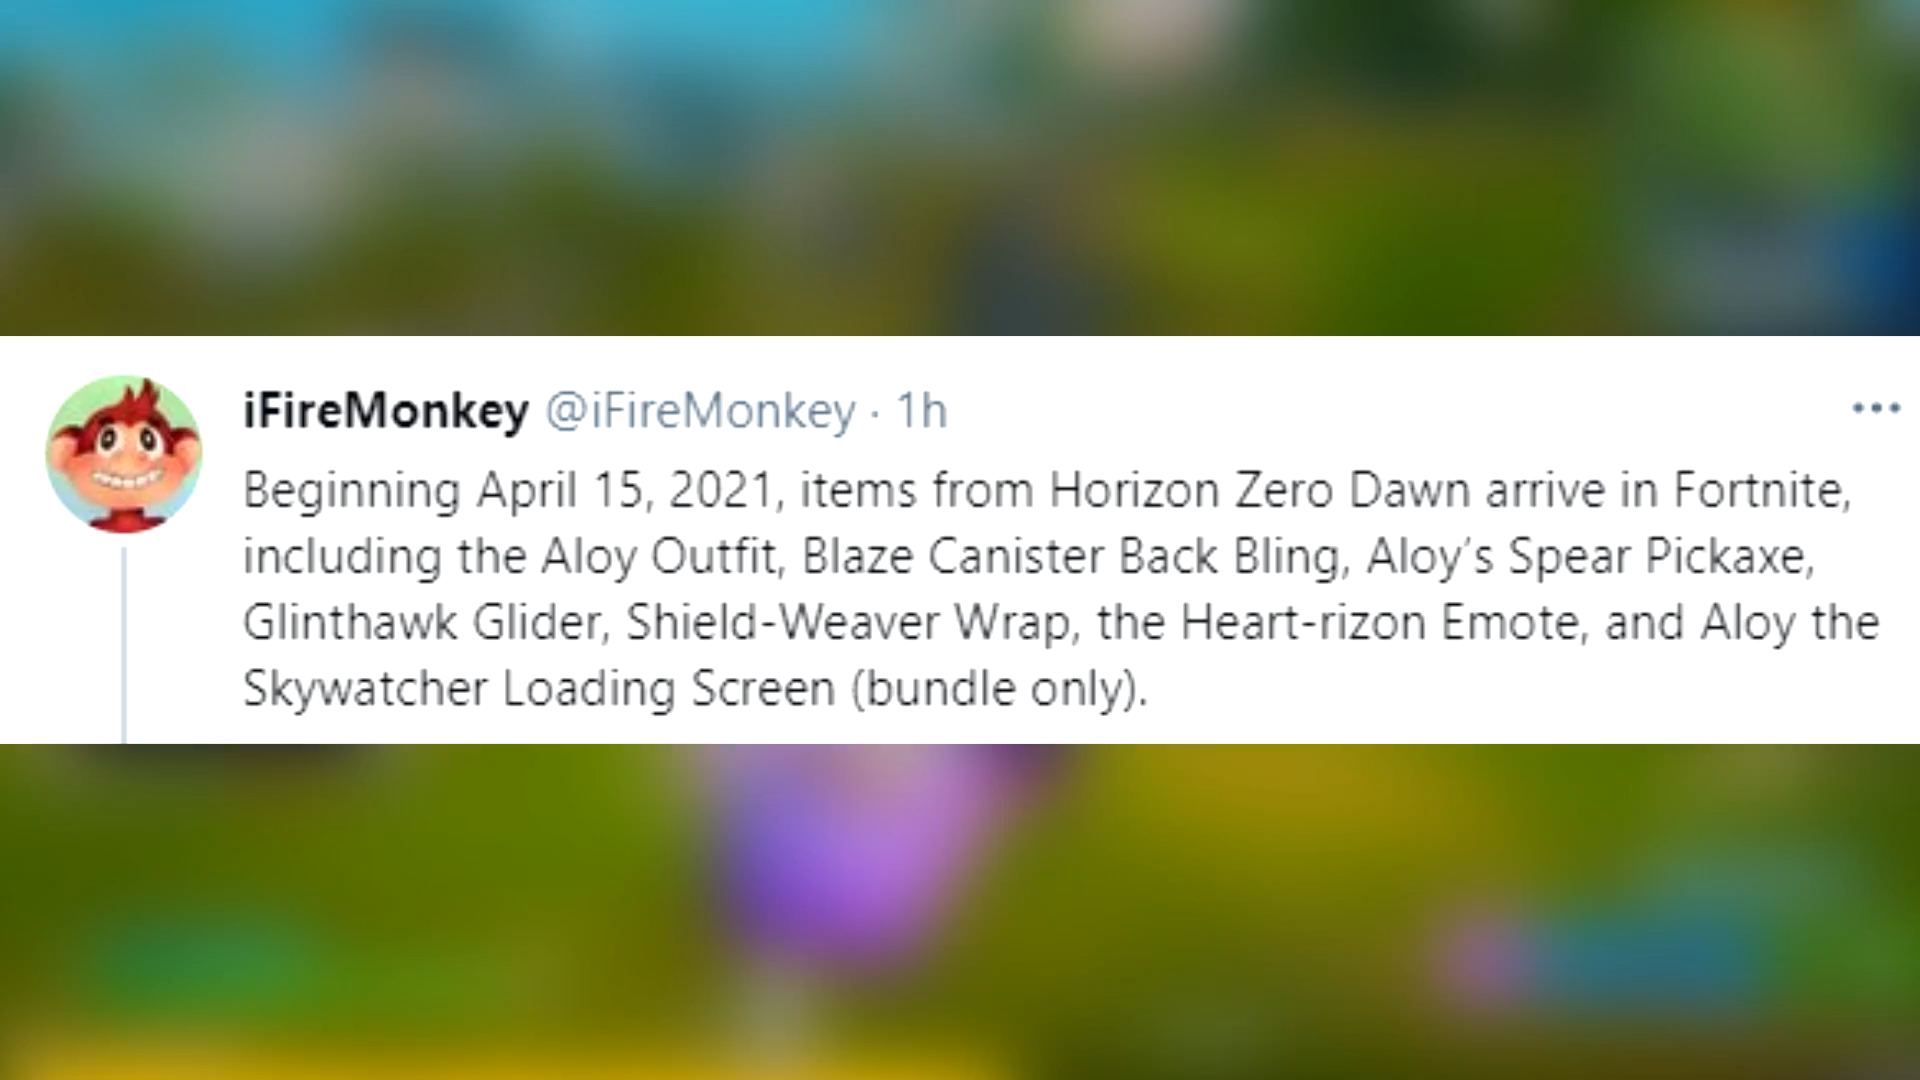 iFireMonkey @iFireMonkey · 1h
Beginning April 15, 2021, items from Horizon Zero Dawn arrive in Fortnite,
including the Aloy Outfit, Blaze Canister Back Bling, Aloy’s Spear Pickaxe,
Glinthawk Glider, Shield-Weaver Wrap, the Heart-rizon Emote, and Aloy the
Skywatcher Loading Screen (bundle only).